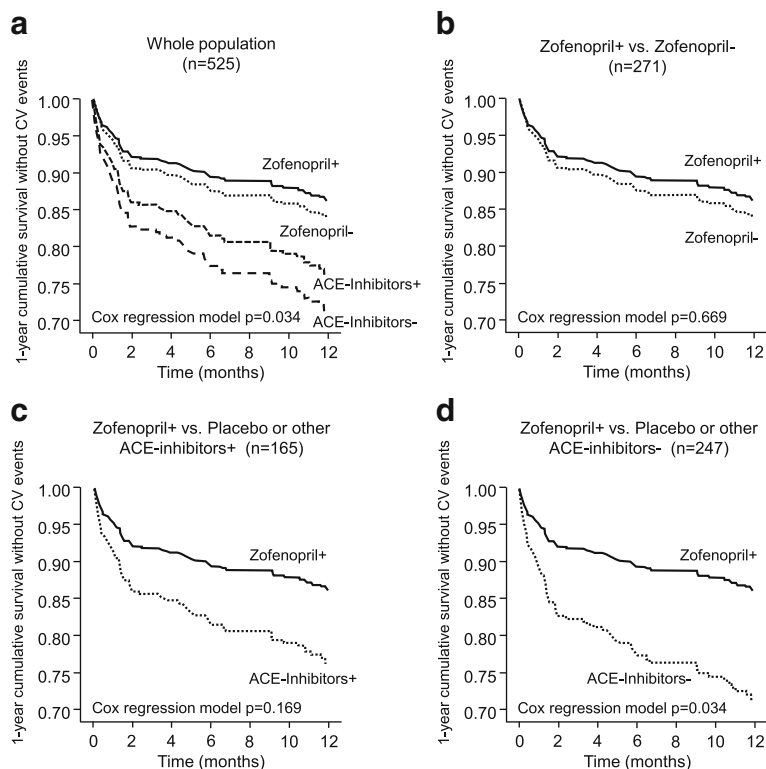 a
Whole population
(n=525)
1-year cumulative survival without CV events
1.00
0.95
0.90
0.85
0.80
0.75
0.70
Zofenopril+
Zofenopril-
ACE-Inhibitors+
ACE-Inhibitors-
Cox regression model p=0.034
0 2 4 6 8 10 12
Time (months)
b
Zofenopril+ vs. Zofenopril-
(n=271)
1-year cumulative survival without CV events
1.00
0.95
0.90
0.85
0.80
0.75
0.70
Zofenopril+
Zofenopril-
Cox regression model p=0.669
0 2 4 6 8 10 12
Time (months)
c
Zofenopril+ vs. Placebo or other
ACE-inhibitors+ (n=165)
1-year cumulative survival without CV events
1.00
0.95
0.90
0.85
0.80
0.75
0.70
Zofenopril+
ACE-Inhibitors+
Cox regression model p=0.169
0 2 4 6 8 10 12
Time (months)
d
Zofenopril+ vs. Placebo or other
ACE-inhibitors- (n=247)
1-year cumulative survival without CV events
1.00
0.95
0.90
0.85
0.80
0.75
0.70
Zofenopril+
ACE-Inhibitors-
Cox regression model p=0.034
0 2 4 6 8 10 12
Time (months)